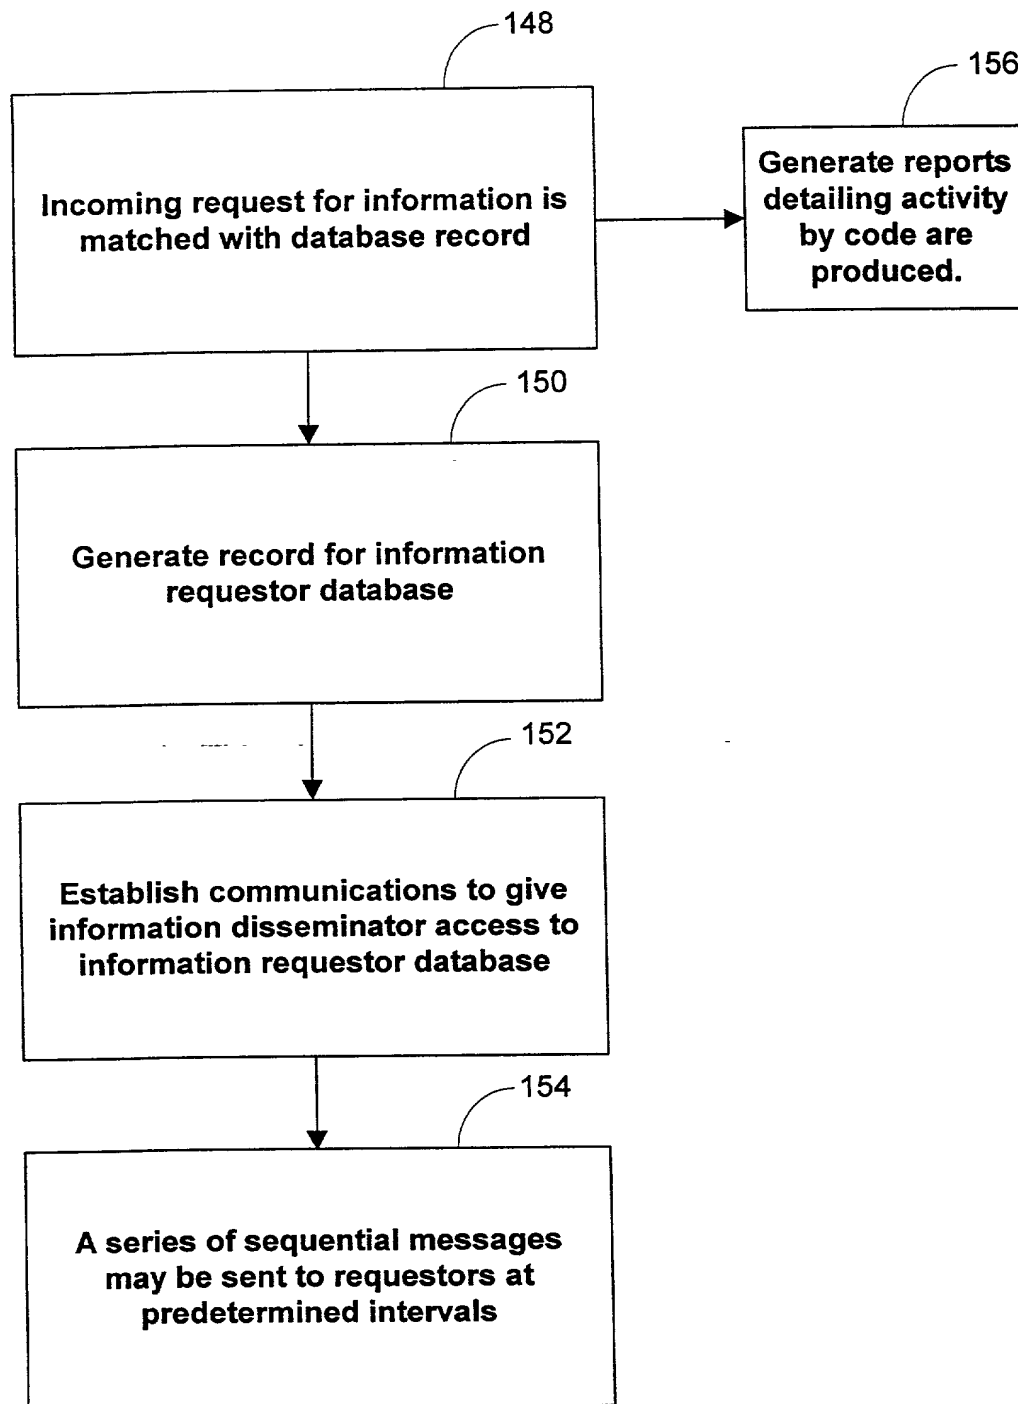 148
Incoming request for information is
matched with database record
156
Generate reports
detailing activity
by code are
produced.
150
Generate record for information
requestor database
152
Establish communications to give
information disseminator access to
information requestor database
154
A series of sequential messages
may be sent to requestors at
predetermined intervals